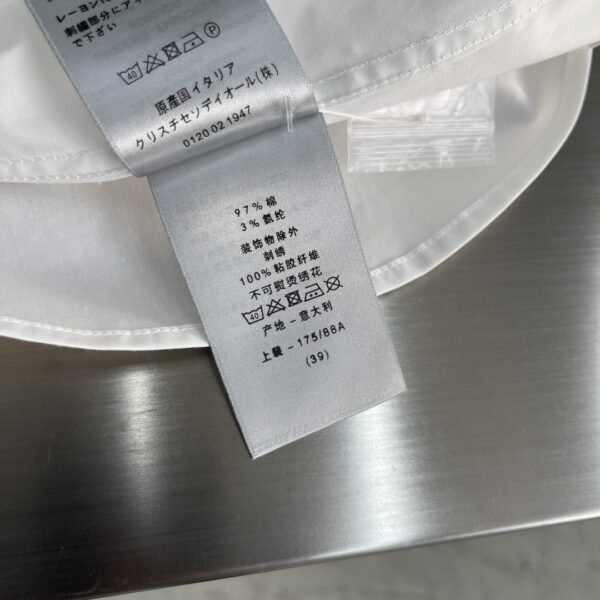 レーヨン
刺繍部分にアイ
で下さい
40
P
原産国イタリア
クリスチャンディオール(株)
0120 02 1947
97% 棉
3% 氨纶
装饰物除外
刺绣
100% 粘胶纤维
不可熨烫绣花
40
产地 - 意大利
上装 - 175/88A
(39)